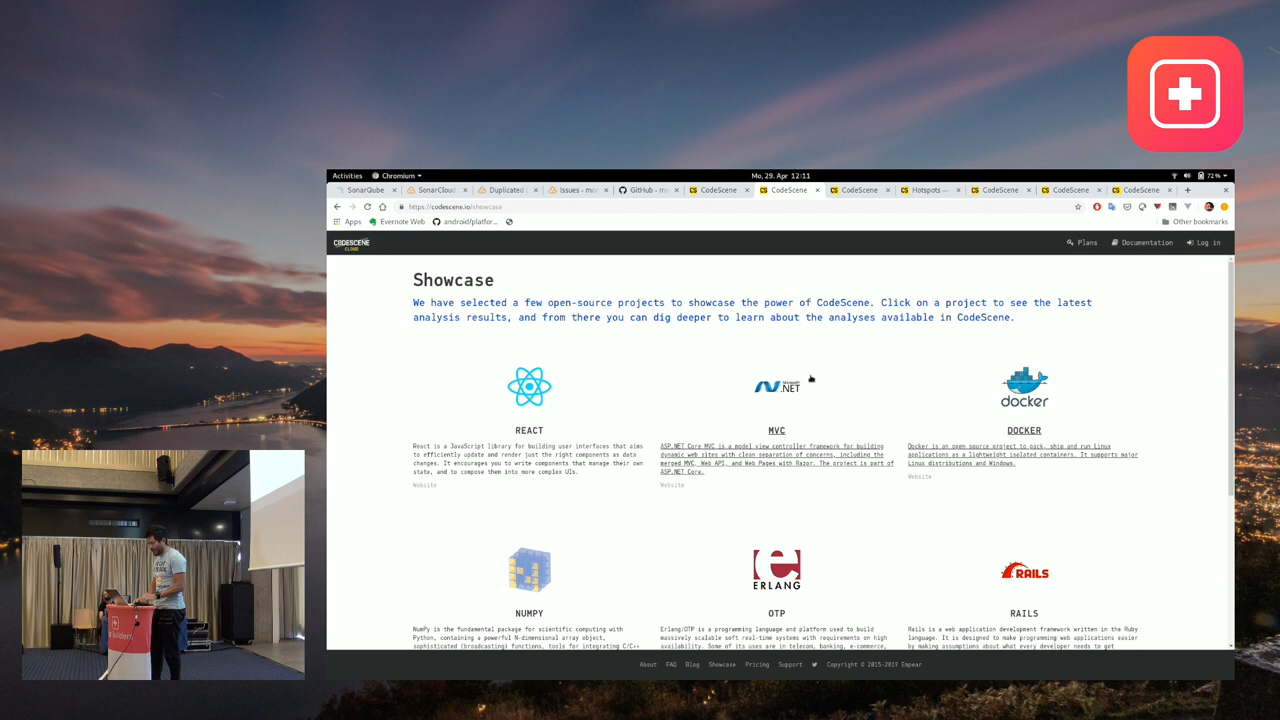 Activities
Chromium
Mo, 29. Apr 12:11
72 %
SonarQube
SonarCloud
Duplicated
Issues - mo
GitHub - m
CodeScene
CodeScene
CodeScene
Hotspots —
CodeScene
CodeScene
CodeScene
https://codescene.io/showcase
Apps
Evernote Web
android/platfor...
Other bookmarks
CODESCENE
CLOUD
Plans
Documentation
Log in
Showcase
We have selected a few open-source projects to showcase the power of CodeScene. Click on a project to see the latest
analysis results, and from there you can dig deeper to learn about the analyses available in CodeScene.
Microsoft
.NET
docker
REACT
MVC
DOCKER
React is a JavaScript library for building user interfaces that aims
to efficiently update and render just the right components as data
changes. It encourages you to write components that manage their own
state, and to compose them into more complex UIs.
Website
ASP.NET Core MVC is a model view controller framework for building
dynamic web sites with clean separation of concerns, including the
merged MVC, Web API, and Web Pages with Razor. The project is part of
ASP.NET Core.
Website
Docker is an open source project to pack, ship and run Linux
applications as a lightweight isolated containers. It supports major
Linux distributions and Windows.
Website
ERLANG
RAILS
NUMPY
OTP
RAILS
NumPy is the fundamental package for scientific computing with
Python, containing a powerful N-dimensional array object,
sophisticated (broadcasting) functions, tools for integrating C/C++
Erlang/OTP is a programming language and platform used to build
massively scalable soft real-time systems with requirements on high
availability. Some of its uses are in telecom, banking, e-commerce,
Rails is a web application development framework written in the Ruby
language. It is designed to make programming web applications easier
by making assumptions about what every developer needs to get
About
FAQ
Blog
Showcase
Pricing
Support
Copyright © 2015-2019 Empear